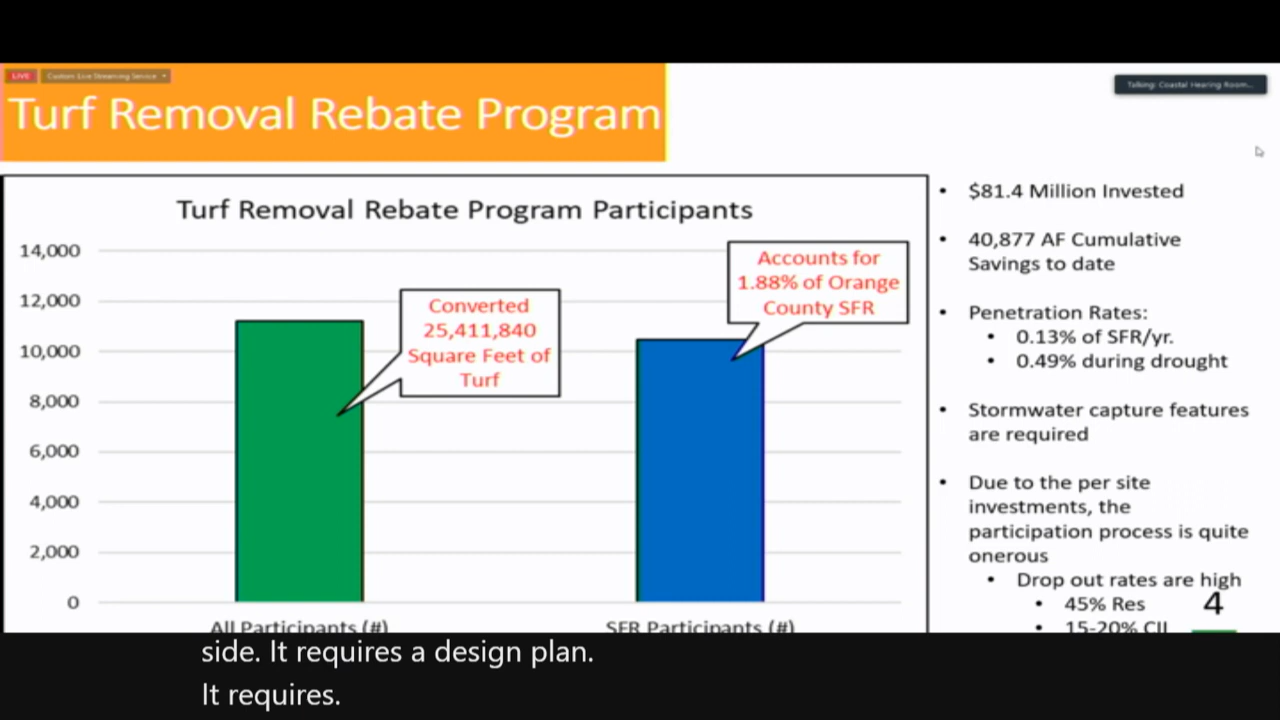 LIVE Custom Live Streaming Service
Talking: Coastal Hearing Room...
Turf Removal Rebate Program
Turf Removal Rebate Program Participants
14,000
12,000
10,000
8,000
6,000
4,000
2,000
0
Converted
25,411,840
Square Feet of
Turf
Accounts for
1.88% of Orange
County SFR
All Participants (#)
SFR Participants (#)
• $81.4 Million Invested
• 40,877 AF Cumulative
Savings to date
• Penetration Rates:
• 0.13% of SFR/yr.
• 0.49% during drought
• Stormwater capture features
are required
• Due to the per site
investments, the
participation process is quite
onerous
• Drop out rates are high
• 45% Res
• 15-20% CII
4
side. It requires a design plan.
It requires.